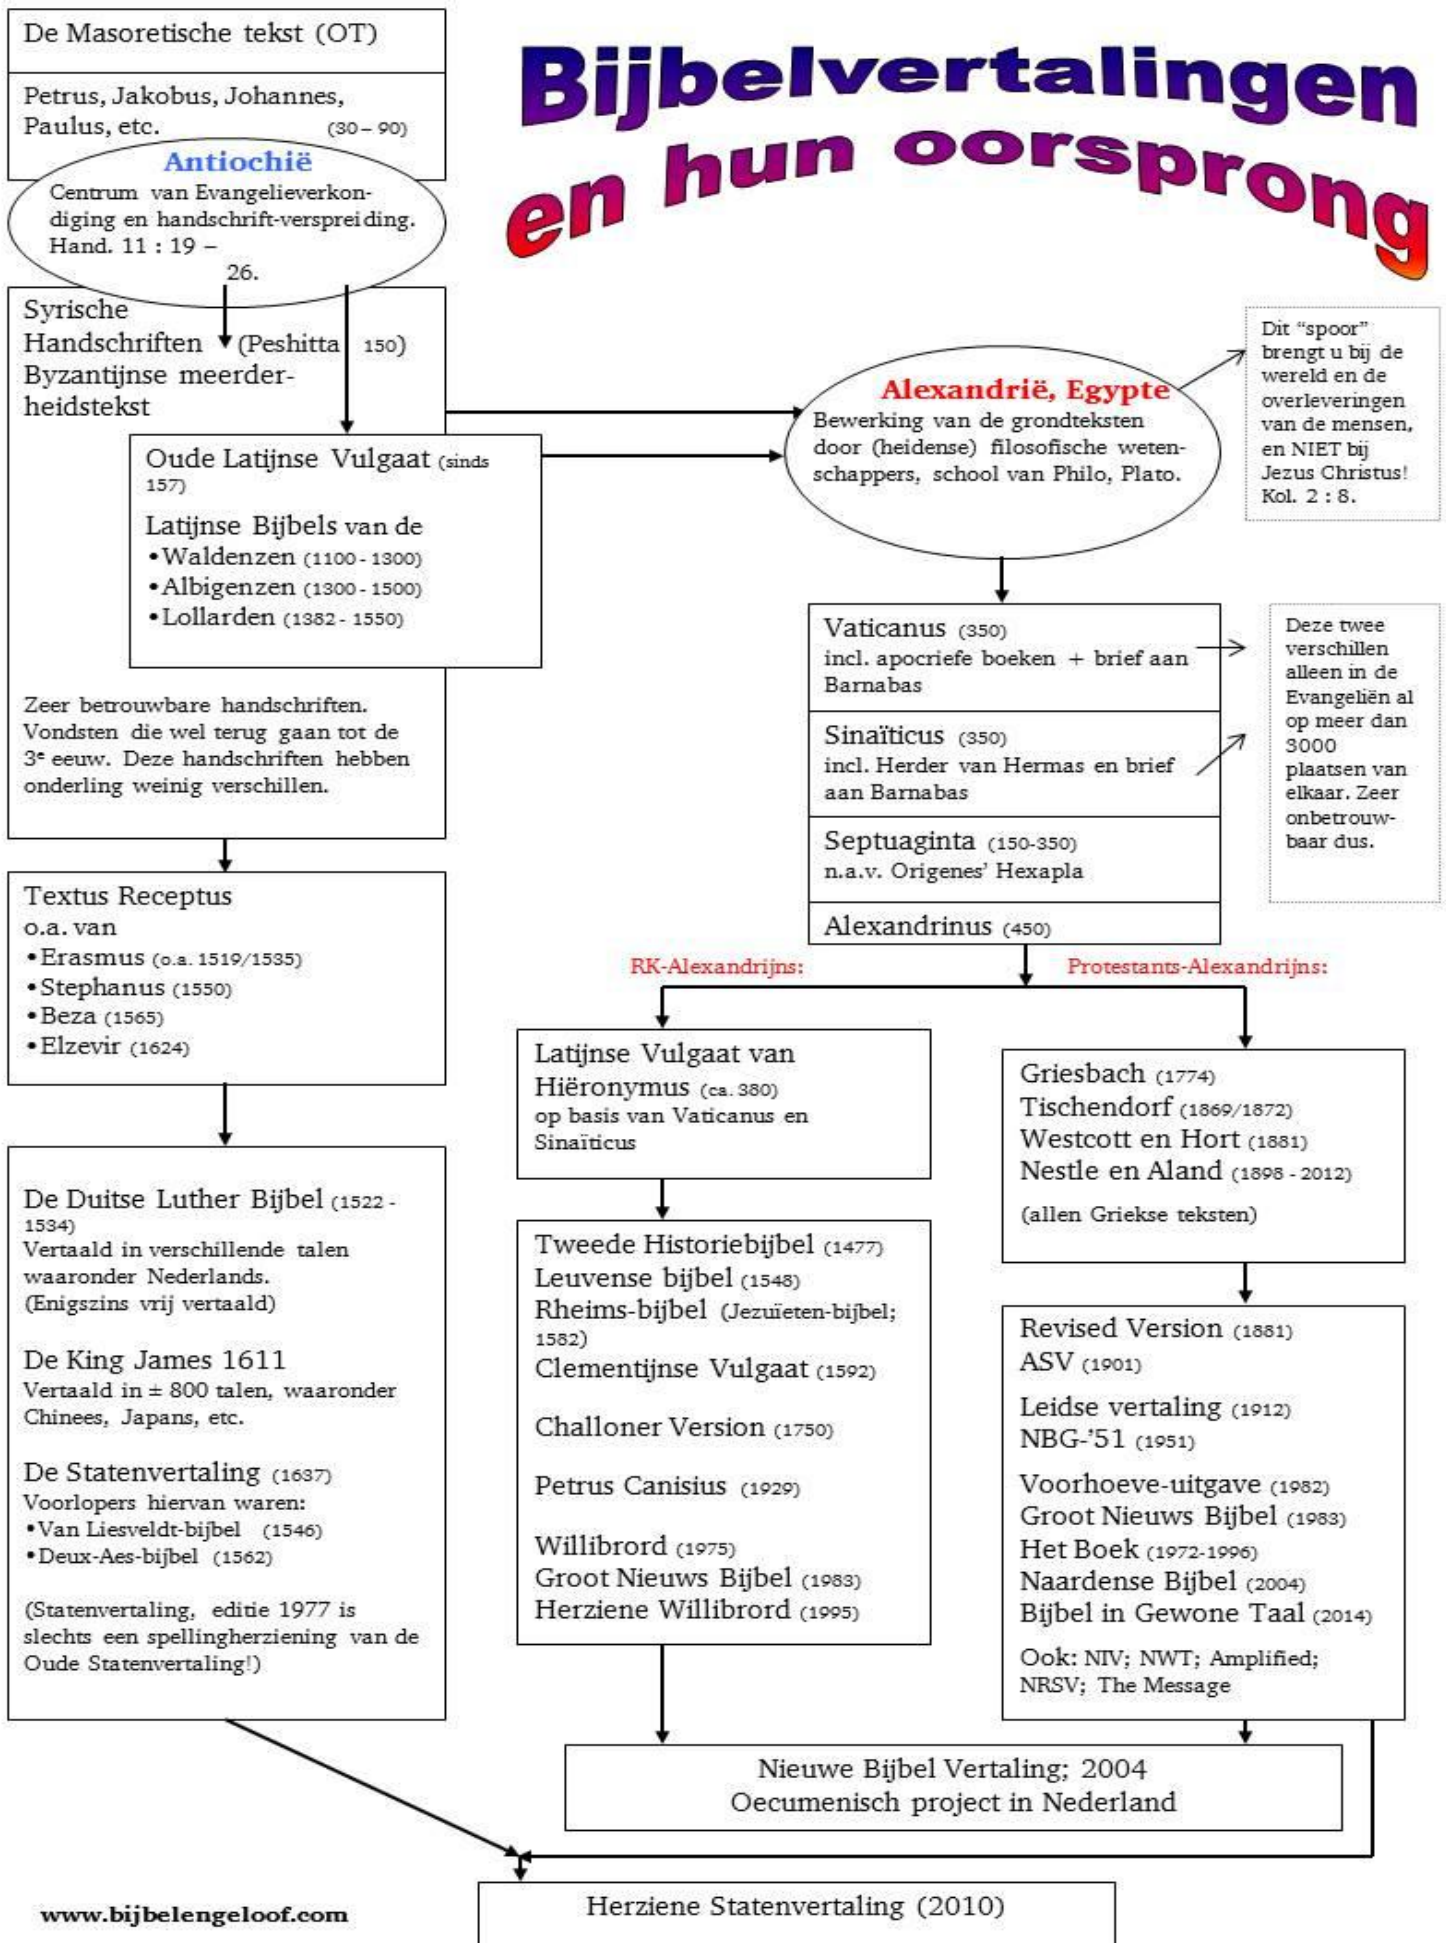 Bijbelvertalingen
en hun oorsprong
De Masoretische tekst (OT)
Petrus, Jakobus, Johannes,
Paulus, etc. (30 – 90)
Antiochië
Centrum van Evangelieverkon-
diging en handschrift-verspreiding.
Hand. 11 : 19 –
26.
Syrische
Handschriften (Peshitta 150)
Byzantijnse meerder-
heidstekst
Oude Latijnse Vulgaat (sinds
157)
Latijnse Bijbels van de
•Waldenzen (1100 - 1300)
•Albigenzen (1300 - 1500)
•Lollarden (1382 - 1550)
Zeer betrouwbare handschriften.
Vondsten die wel terug gaan tot de
3e eeuw. Deze handschriften hebben
onderling weinig verschillen.
Textus Receptus
o.a. van
•Erasmus (o.a. 1519/1535)
•Stephanus (1550)
•Beza (1565)
•Elzevir (1624)
De Duitse Luther Bijbel (1522 -
1534)
Vertaald in verschillende talen
waaronder Nederlands.
(Enigszins vrij vertaald)
De King James 1611
Vertaald in ± 800 talen, waaronder
Chinees, Japans, etc.
De Statenvertaling (1637)
Voorlopers hiervan waren:
•Van Liesveldt-bijbel (1546)
•Deux-Aes-bijbel (1562)
(Statenvertaling, editie 1977 is
slechts een spellingherziening van de
Oude Statenvertaling!)
Alexandrië, Egypte
Bewerking van de grondteksten
door (heidense) filosofische weten-
schappers, school van Philo, Plato.
Dit “spoor”
brengt u bij de
wereld en de
overleveringen
van de mensen,
en NIET bij
Jezus Christus!
Kol. 2 : 8.
Vaticanus (350)
incl. apocriefe boeken + brief aan
Barnabas
Sinaïticus (350)
incl. Herder van Hermas en brief
aan Barnabas
Septuaginta (150-350)
n.a.v. Origenes’ Hexapla
Alexandrinus (450)
Deze twee
verschillen
alleen in de
Evangeliën al
op meer dan
3000
plaatsen van
elkaar. Zeer
onbetrouw-
baar dus.
RK-Alexandrijns:
Latijnse Vulgaat van
Hiëronymus (ca. 380)
op basis van Vaticanus en
Sinaïticus
Tweede Historiebijbel (1477)
Leuvense bijbel (1548)
Rheims-bijbel (Jezuïeten-bijbel;
1582)
Clementijnse Vulgaat (1592)
Challoner Version (1750)
Petrus Canisius (1929)
Willibrord (1975)
Groot Nieuws Bijbel (1983)
Herziene Willibrord (1995)
Protestants-Alexandrijns:
Griesbach (1774)
Tischendorf (1869/1872)
Westcott en Hort (1881)
Nestle en Aland (1898 - 2012)
(allen Griekse teksten)
Revised Version (1881)
ASV (1901)
Leidse vertaling (1912)
NBG-’51 (1951)
Voorhoeve-uitgave (1982)
Groot Nieuws Bijbel (1983)
Het Boek (1972-1996)
Naardense Bijbel (2004)
Bijbel in Gewone Taal (2014)
Ook: NIV; NWT; Amplified;
NRSV; The Message
Nieuwe Bijbel Vertaling; 2004
Oecumenisch project in Nederland
Herziene Statenvertaling (2010)
www.bijbelengeloof.com